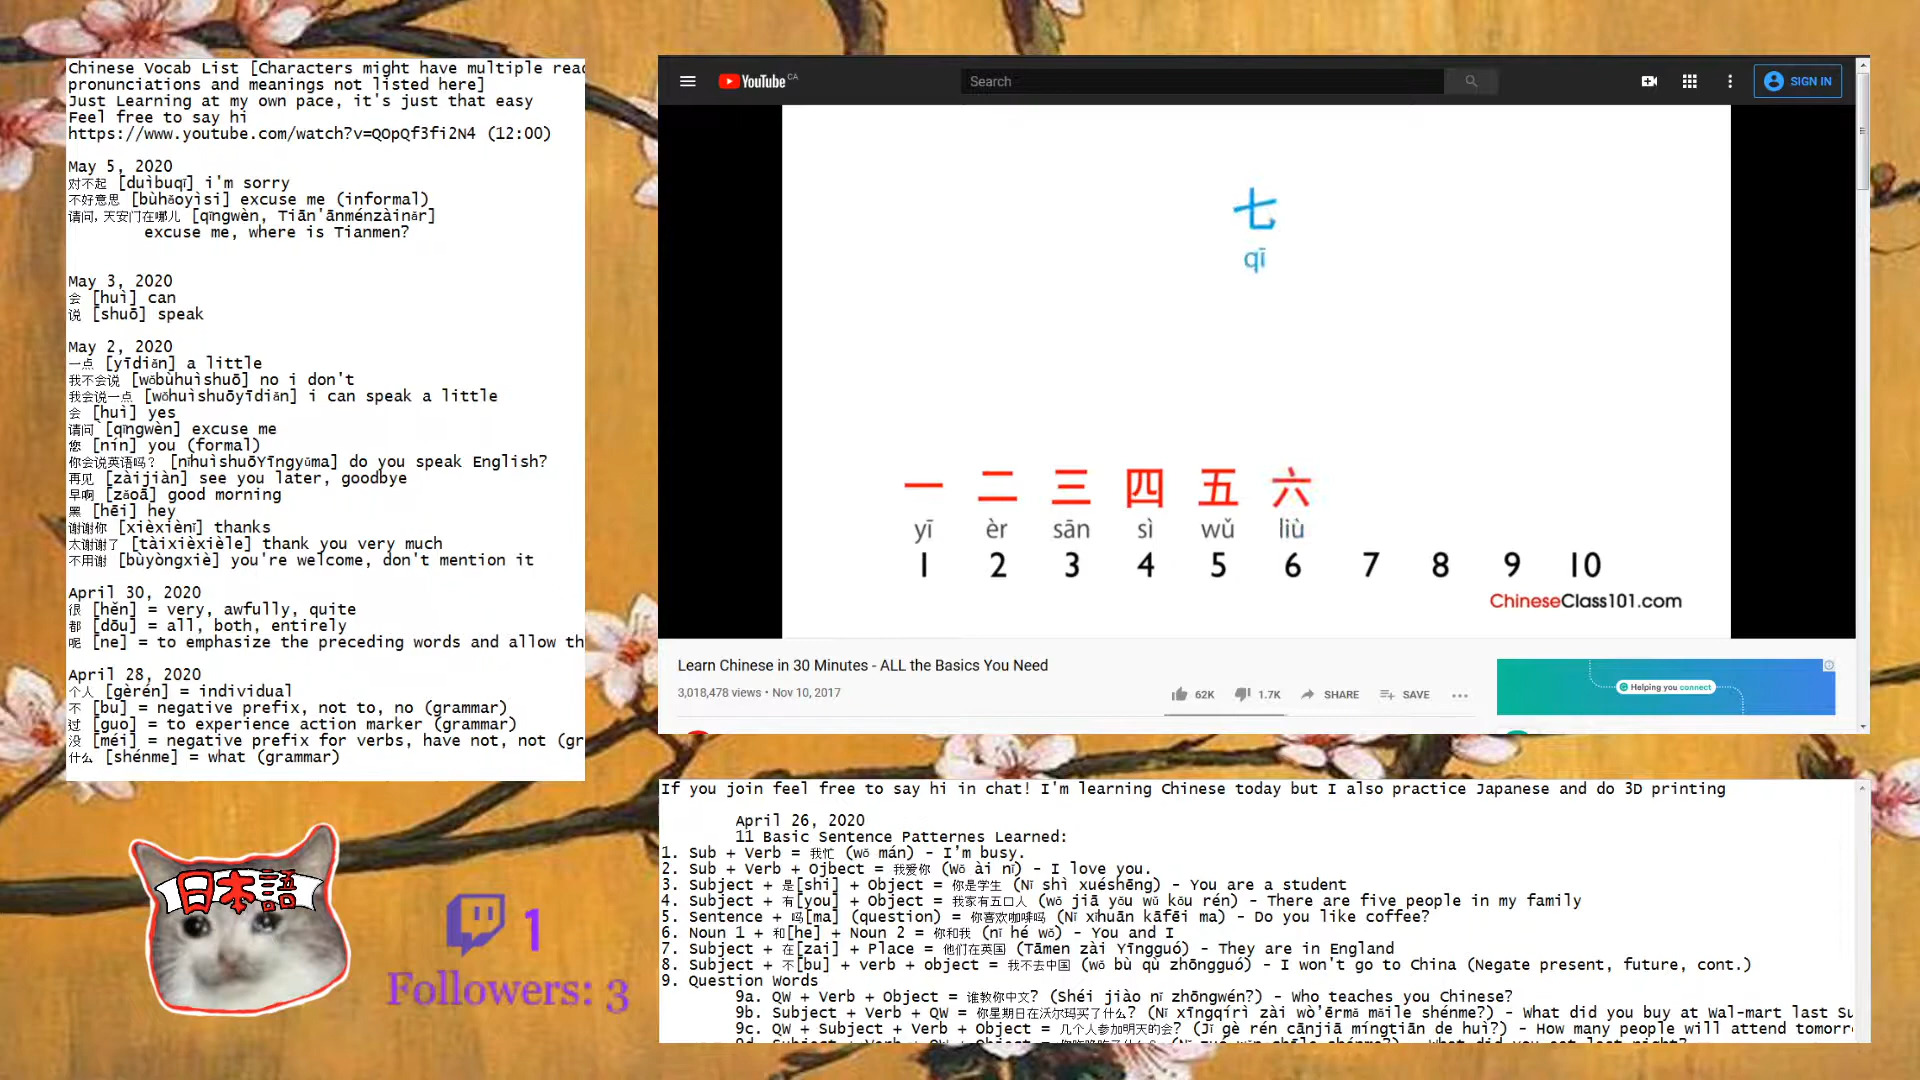 Chinese Vocab List [Characters might have multiple read
pronunciations and meanings not listed here]
Just Learning at my own pace, it's just that easy
Feel free to say hi
https://www.youtube.com/watch?v=QOpQf3fi2N4 (12:00)
May 5, 2020
对不起 [duìbuqǐ] i'm sorry
不好意思 [bùhǎoyìsi] excuse me (informal)
请问，天安门在哪儿 [qǐngwèn, Tiān'ānménzàinǎr]
excuse me, where is Tianmen?
May 3, 2020
会 [huì] can
说 [shuō] speak
May 2, 2020
一点 [yīdiǎn] a little
我不会说 [wǒbùhuìshuō] no i don't
我会说一点 [wǒhuìshuōyīdiǎn] i can speak a little
会 [huì] yes
请问 [qǐngwèn] excuse me
您 [nín] you (formal)
你会说英语吗？ [nǐhuìshuōYīngyǔma] do you speak English?
再见 [zàijiàn] see you later, goodbye
早啊 [zǎoā] good morning
黑 [hēi] hey
谢谢你 [xièxiènǐ] thanks
太谢谢了 [tàixièxièle] thank you very much
不用谢 [bùyòngxiè] you're welcome, don't mention it
April 30, 2020
很 [hěn] = very, awfully, quite
都 [dōu] = all, both, entirely
呢 [ne] = to emphasize the preceding words and allow th
April 28, 2020
个人 [gèrén] = individual
不 [bu] = negative prefix, not to, no (grammar)
过 [guo] = to experience action marker (grammar)
没 [méi] = negative prefix for verbs, have not, not (gr
什么 [shénme] = what (grammar)
YouTube CA
Search
SIGN IN
七
qī
一 二 三 四 五 六
yī èr sān sì wǔ liù
1 2 3 4 5 6 7 8 9 10
ChineseClass101.com
Learn Chinese in 30 Minutes - ALL the Basics You Need
3,018,478 views • Nov 10, 2017
62K 1.7K SHARE SAVE
Helping you connect
If you join feel free to say hi in chat! I'm learning Chinese today but I also practice Japanese and do 3D printing
April 26, 2020
11 Basic Sentence Patternes Learned:
1. Sub + Verb = 我忙 (wǒ mán) - I'm busy.
2. Sub + Verb + Ojbect = 我爱你 (Wǒ ài nǐ) - I love you.
3. Subject + 是[shi] + Object = 你是学生 (Nǐ shì xuéshēng) - You are a student
4. Subject + 有[you] + Object = 我家有五口人 (wǒ jiā yǒu wǔ kǒu rén) - There are five people in my family
5. Sentence + 吗[ma] (question) = 你喜欢咖啡吗 (Nǐ xǐhuān kāfēi ma) - Do you like coffee?
6. Noun 1 + 和[he] + Noun 2 = 你和我 (nǐ hé wǒ) - You and I
7. Subject + 在[zai] + Place = 他们在英国 (Tāmen zài Yīngguó) - They are in England
8. Subject + 不[bu] + verb + object = 我不去中国 (wǒ bù qù zhōngguó) - I won't go to China (Negate present, future, cont.)
9. Question Words
9a. QW + Verb + Object = 谁教你中文? (Shéi jiào nǐ zhōngwén?) - Who teaches you Chinese?
9b. Subject + Verb + QW = 你星期日在沃尔玛买了什么? (Nǐ xīngqírì zài wò'ērmǎ mǎile shénme?) - What did you buy at Wal-mart last Su
9c. QW + Subject + Verb + Object = 几个人参加明天的会? (Jǐ gè rén cānjiā míngtiān de huì?) - How many people will attend tomorr
日本語
1
Followers: 3